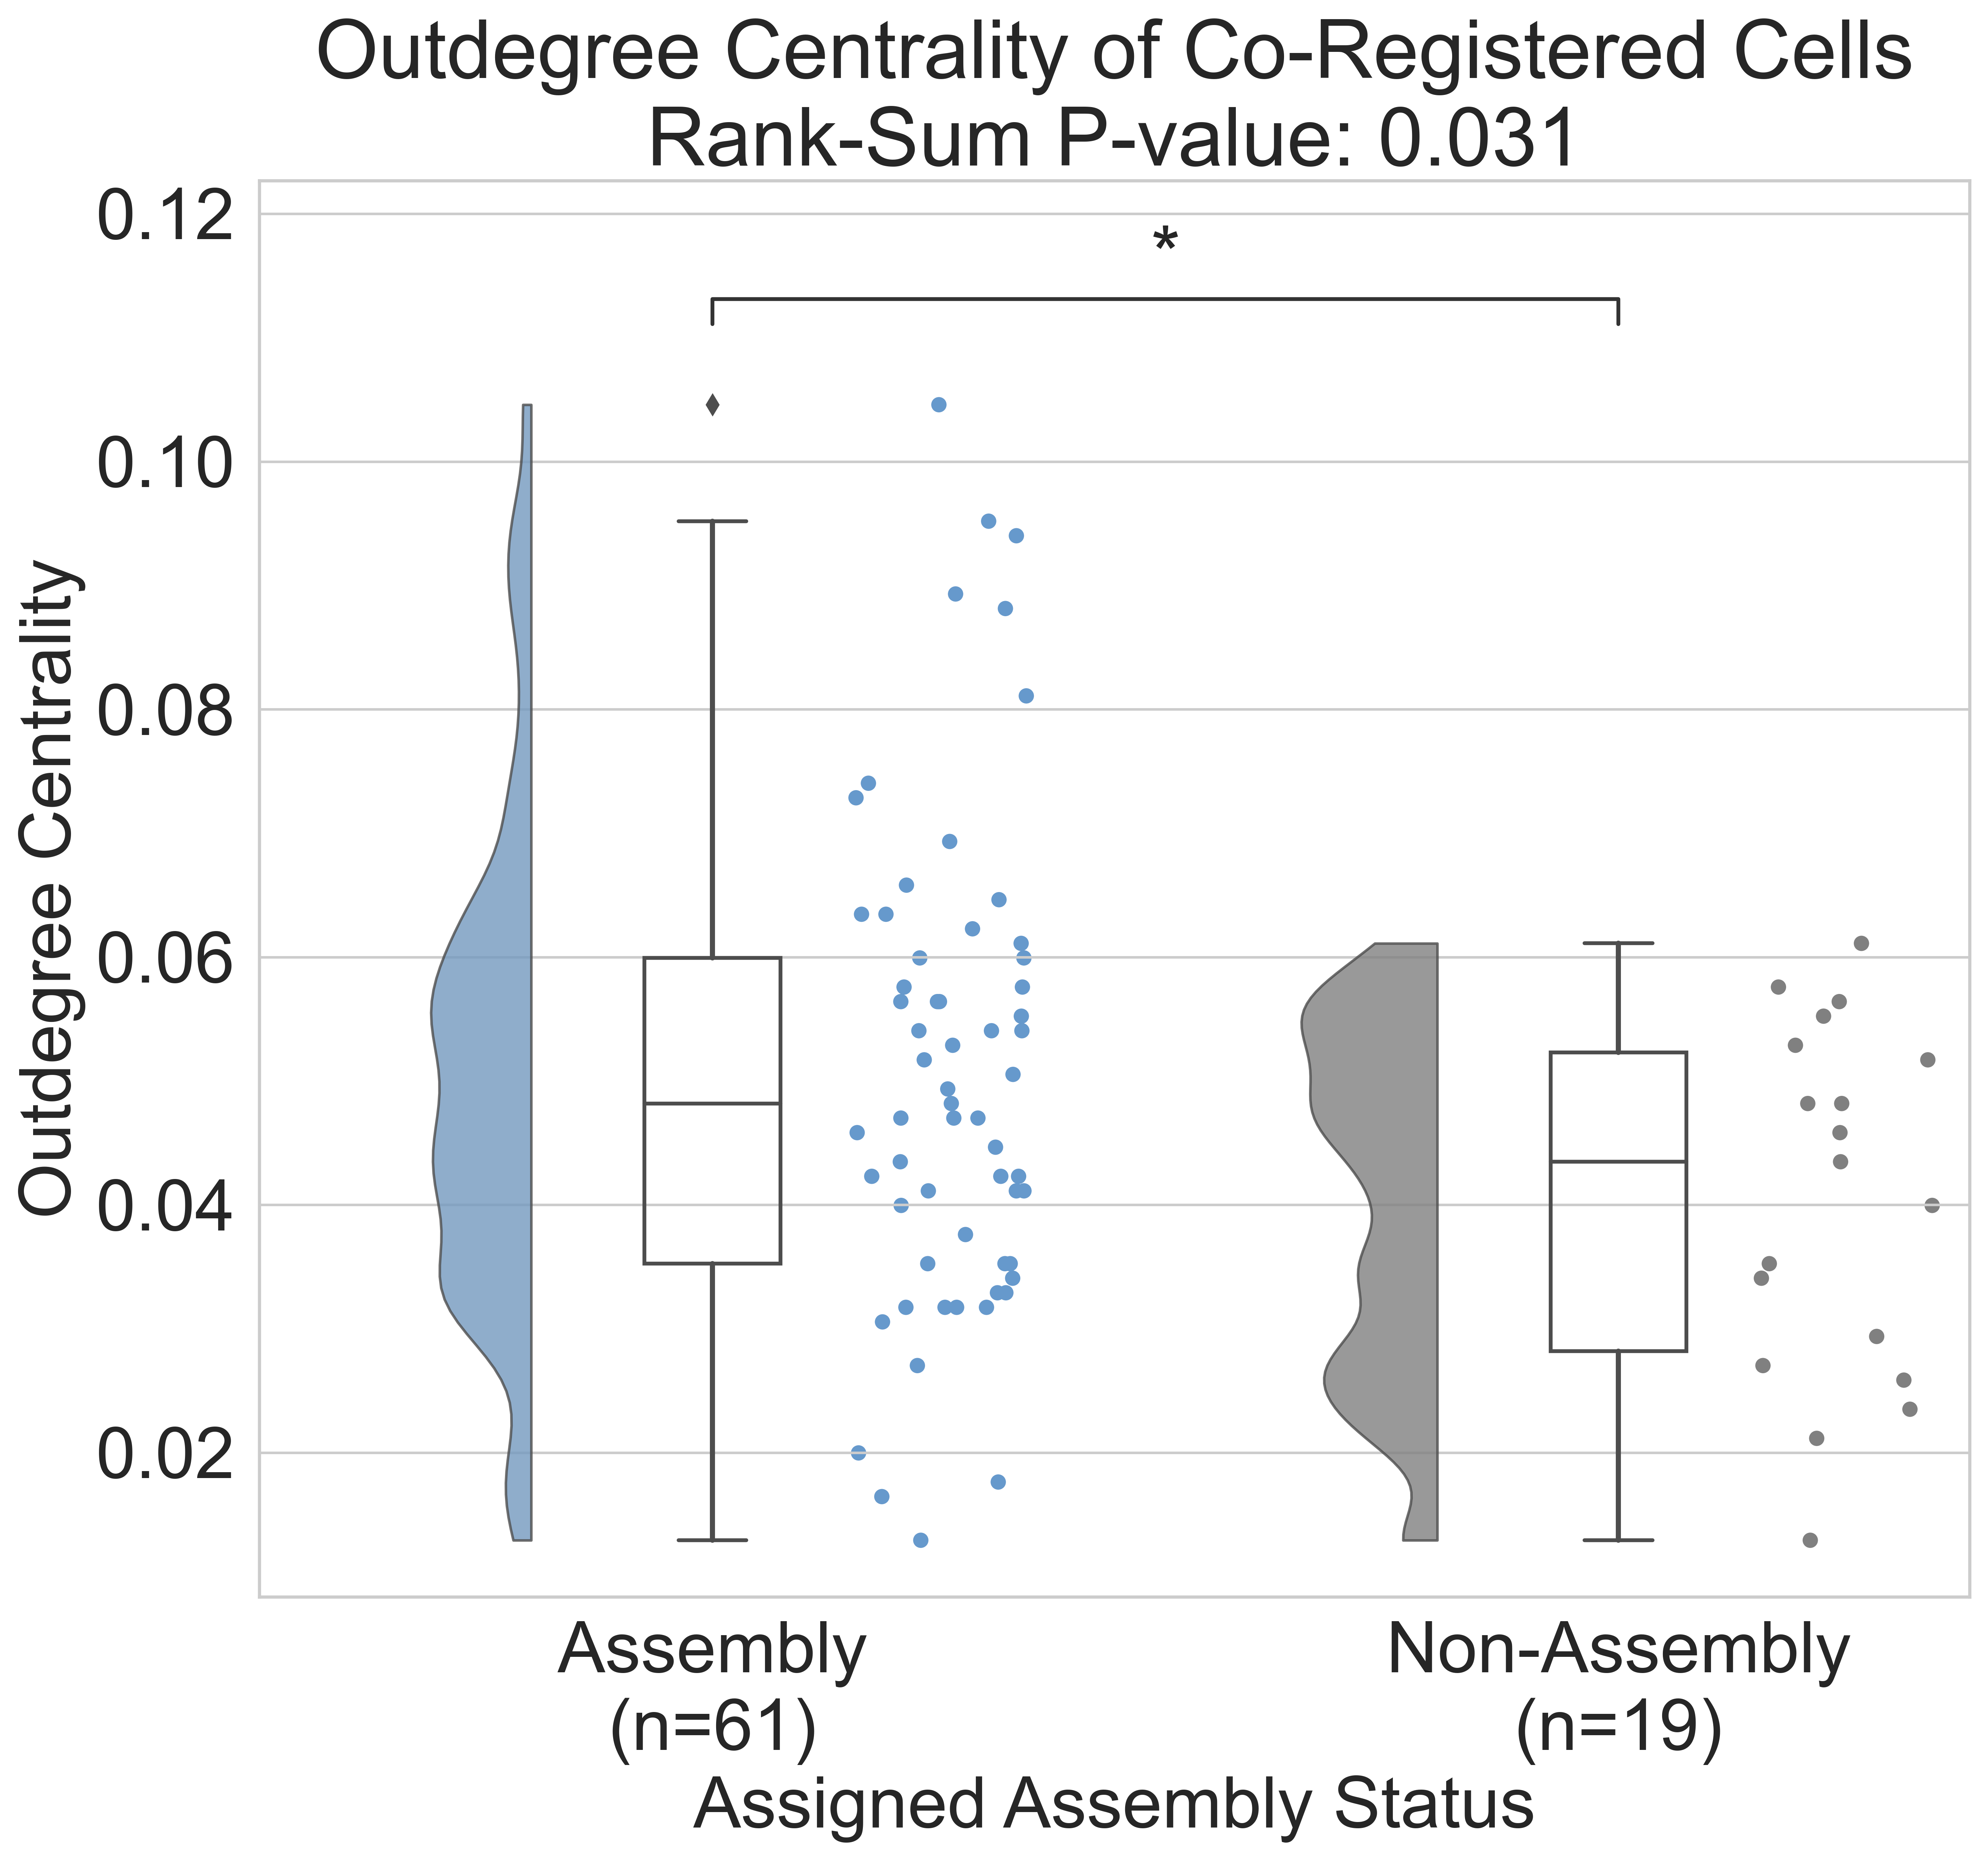 Outdegree Centrality of Co-Registered Cells
Rank-Sum P-value: 0.031
0.12
*
0.10
0.08
0.06
0.04
0.02
Outdegree Centrality
Assembly
(n=61)
Non-Assembly
(n=19)
Assigned Assembly Status